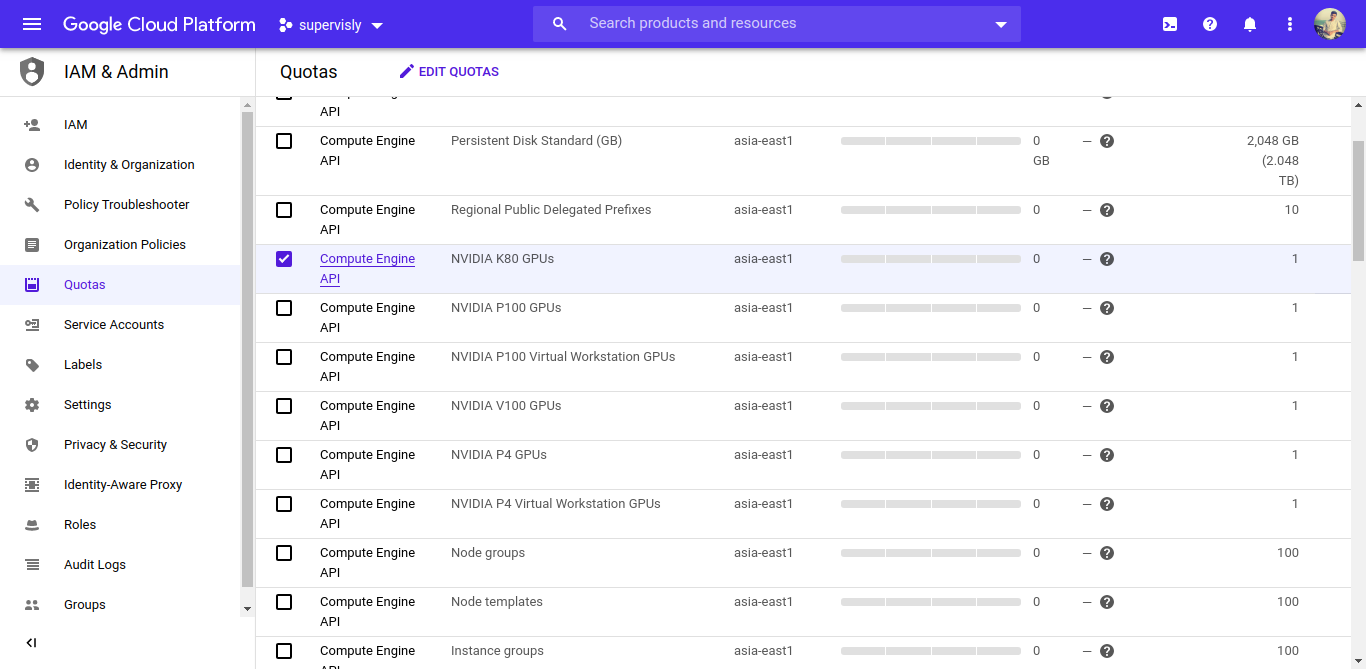 Google Cloud Platform
supervisly
Search products and resources
IAM & Admin
Quotas
EDIT QUOTAS
IAM
Identity & Organization
Policy Troubleshooter
Organization Policies
Quotas
Service Accounts
Labels
Settings
Privacy & Security
Identity-Aware Proxy
Roles
Audit Logs
Groups
API
Compute Engine Persistent Disk Standard (GB) asia-east1 0 — 2,048 GB
API GB (2.048
TB)
Compute Engine Regional Public Delegated Prefixes asia-east1 0 — 10
API
Compute Engine NVIDIA K80 GPUs asia-east1 0 — 1
API
Compute Engine NVIDIA P100 GPUs asia-east1 0 — 1
API
Compute Engine NVIDIA P100 Virtual Workstation GPUs asia-east1 0 — 1
API
Compute Engine NVIDIA V100 GPUs asia-east1 0 — 1
API
Compute Engine NVIDIA P4 GPUs asia-east1 0 — 1
API
Compute Engine NVIDIA P4 Virtual Workstation GPUs asia-east1 0 — 1
API
Compute Engine Node groups asia-east1 0 — 100
API
Compute Engine Node templates asia-east1 0 — 100
API
Compute Engine Instance groups asia-east1 0 — 100